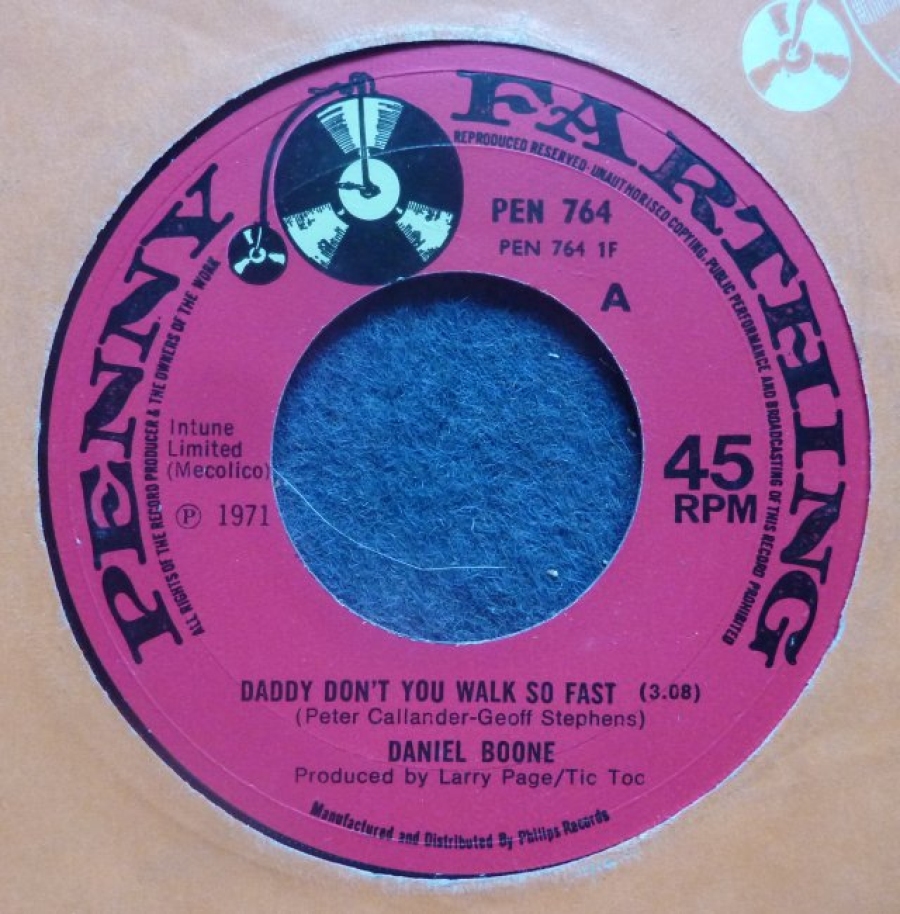 PENNY FARTHING
ALL RIGHTS OF THE RECORD PRODUCER & THE OWNERS OF THE WORK
REPRODUCED RESERVED·UNAUTHORISED COPYING, PUBLIC PERFORMANCE AND BROADCASTING OF THIS RECORD PROHIBITED
PEN 764
PEN 764 1F
A
Intune
Limited
(Mecolico)
℗ 1971
45
RPM
DADDY DON'T YOU WALK SO FAST (3.08)
(Peter Callander-Geoff Stephens)
DANIEL BOONE
Produced by Larry Page/Tic Toc
Manufactured and Distributed By Philips Records